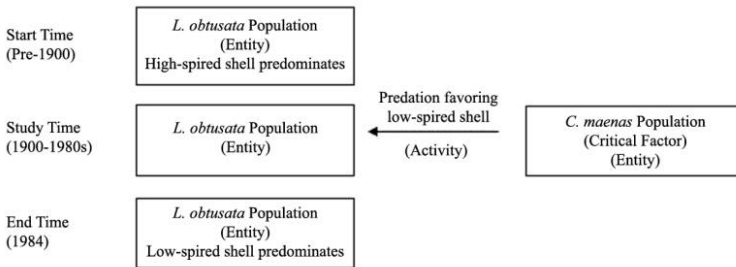 Start Time
(Pre-1900)
L. obtusata Population
(Entity)
High-spired shell predominates
Study Time
(1900-1980s)
L. obtusata Population
(Entity)
Predation favoring
low-spired shell
(Activity)
C. maenas Population
(Critical Factor)
(Entity)
End Time
(1984)
L. obtusata Population
(Entity)
Low-spired shell predominates